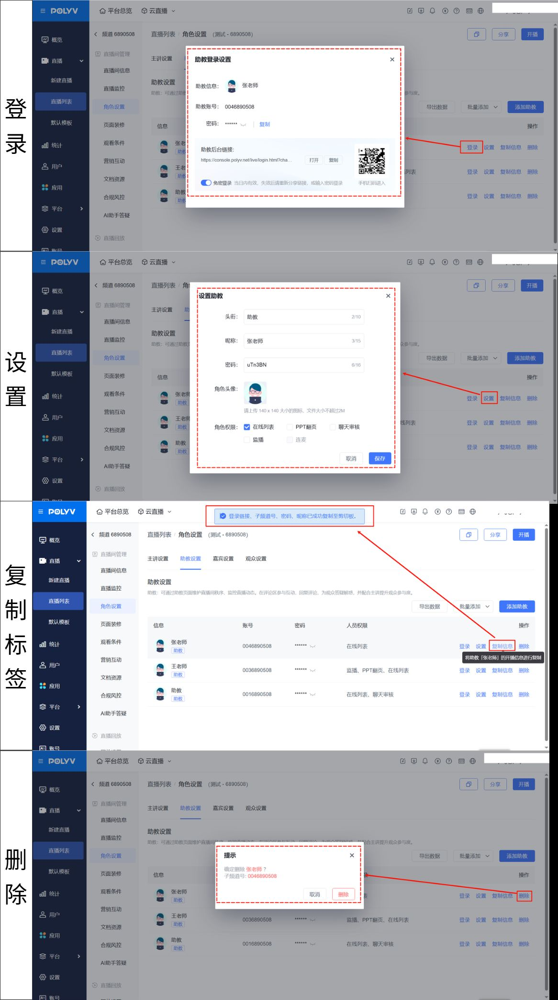 登录
POLYV 平台总览 云直播
概览
直播
新建直播
直播列表
默认模板
统计
用户
应用
平台
设置
账号
频道 6890508
直播间管理
直播间信息
直播监控
角色设置
页面装修
观看条件
营销互动
文档资源
合规风控
AI助手答疑
直播回放
直播列表 / 角色设置 (测试 - 6890508) 分享 开播
主讲设置
助教设置
助教：可通过助教 参与度。
导出数据 批量添加 添加助教
信息 操作
张老 助教 登录 设置 复制信息 删除
王老 助教 列表 登录 设置 复制信息 删除
助教 助教 登录 设置 复制信息 删除
助教登录设置
助教信息： 张老师
助教账号： 0046890508
密码： ****** 复制
助教后台链接：
https://console.polyv.net/live/login.html?cha... 打开 复制
免密登录 当日内有效，失效后请重新分享链接，或输入密码登录
手机扫码进入
设置
POLYV 平台总览 云直播
概览
直播
新建直播
直播列表
默认模板
统计
用户
应用
平台
设置
频道 6890508
直播间管理
直播间信息
直播监控
角色设置
页面装修
观看条件
营销互动
文档资源
合规风控
AI助手答疑
直播回放
直播列表 / 角 分享 开播
主讲设置 助
助教设置
助教：可通过助教页 众参与度。
导出数据 批量添加 添加助教
信息 操作
张老师 助教 登录 设置 复制信息 删除
王老师 助教 线列表 登录 设置 复制信息 删除
助教 助教 登录 设置 复制信息 删除
设置助教
头衔： 助教 2/10
昵称： 张老师 3/15
密码： uTn3BN 6/16
角色头像：
请上传 140 x 140 大小的图标，文件大小不超过2M
角色权限： 在线列表 PPT翻页 聊天审核
监播 连麦
取消 保存
复制标签
POLYV 平台总览 云直播
登录链接、子频道号、密码、昵称已成功复制至剪切板。
概览
直播
新建直播
直播列表
默认模板
统计
用户
应用
平台
设置
账号
频道 6890508
直播间管理
直播间信息
直播监控
角色设置
页面装修
观看条件
营销互动
文档资源
合规风控
AI助手答疑
直播回放
直播列表 / 角色设置 (测试 - 6890508) 分享 开播
主讲设置 助教设置 嘉宾设置 观众设置
助教设置
助教：可通过助教页面维护直播间秩序，监控直播动态。在评论区参与互动，回复评论，为观众答疑解惑，并配合主讲提升观众参与度。
导出数据 批量添加 添加助教
信息 账号 密码 人员权限 操作
张老师 助教 0046890508 ****** 在线列表 登录 设置 复制信息 删除
将助教「张老师」的开播信息进行复制
王老师 助教 0036890508 ****** 监播、PPT翻页、在线列表 登录 设置 复制信息 删除
助教 助教 0016890508 ****** 在线列表、聊天审核 登录 设置 复制信息 删除
删除
POLYV 平台总览 云直播
概览
直播
新建直播
直播列表
默认模板
统计
用户
应用
平台
设置
账号
频道 6890508
直播间管理
直播间信息
直播监控
角色设置
页面装修
观看条件
营销互动
文档资源
合规风控
AI助手答疑
直播回放
直播列表 / 角色设置 (测试 - 6890508) 分享 开播
主讲设置 助教设置 嘉宾设置 观众设置
助教设置
助教：可通过助教页面维护直播间 配合主讲提升观众参与度。
导出数据 批量添加 添加助教
信息 限 操作
张老师 助教 表 登录 设置 复制信息 删除
王老师 助教 0036890508 ****** 监播、PPT翻页、在线列表 登录 设置 复制信息 删除
助教 助教 0016890508 ****** 在线列表、聊天审核 登录 设置 复制信息 删除
提示
确定删除 张老师？
子频道号: 0046890508
取消 删除